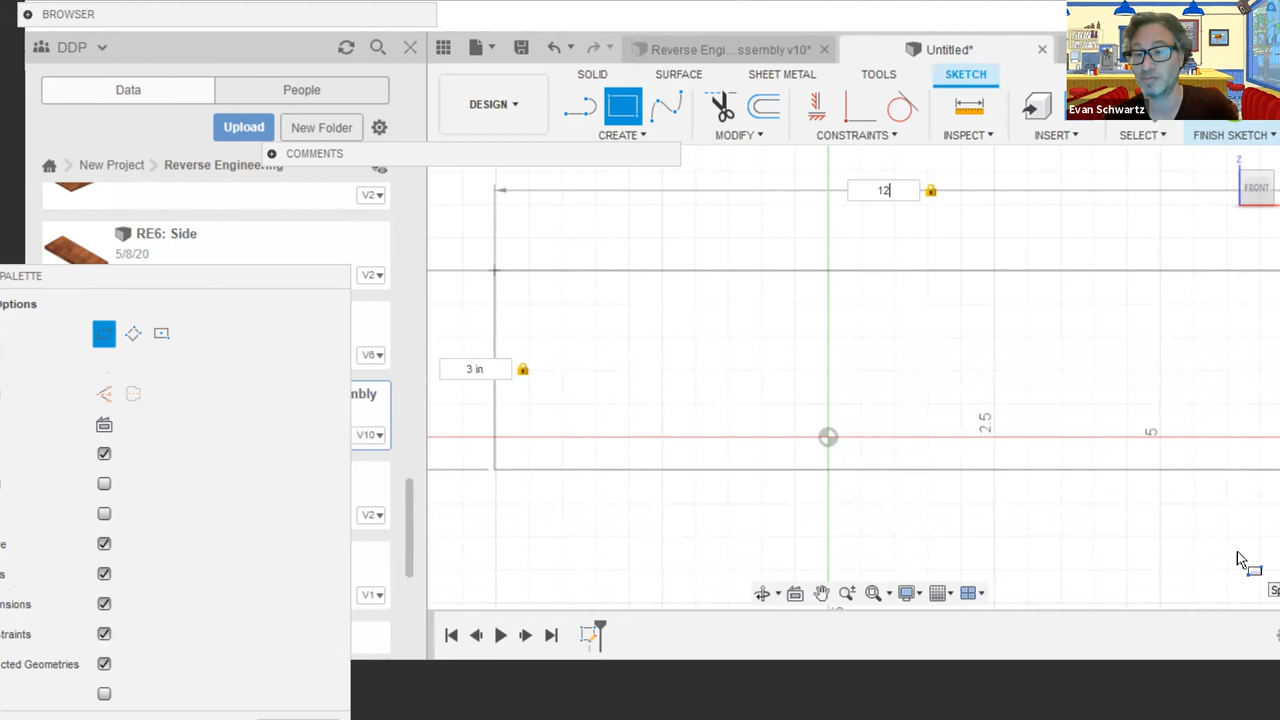 BROWSER
DDP
Reverse Engi...ssembly v10*
Untitled*
Evan Schwartz
Data
People
SOLID
SURFACE
SHEET METAL
TOOLS
SKETCH
DESIGN
Upload
New Folder
CREATE
MODIFY
CONSTRAINTS
INSPECT
INSERT
SELECT
FINISH SKETCH
COMMENTS
New Project
Reverse Engineering
V2
RE6: Side
5/8/20
V2
PALETTE
Options
V6
mbly
V10
V2
V1
e
s
nsions
traints
cted Geometries
12
3 in
2.5
5
Z
FRONT
Sp